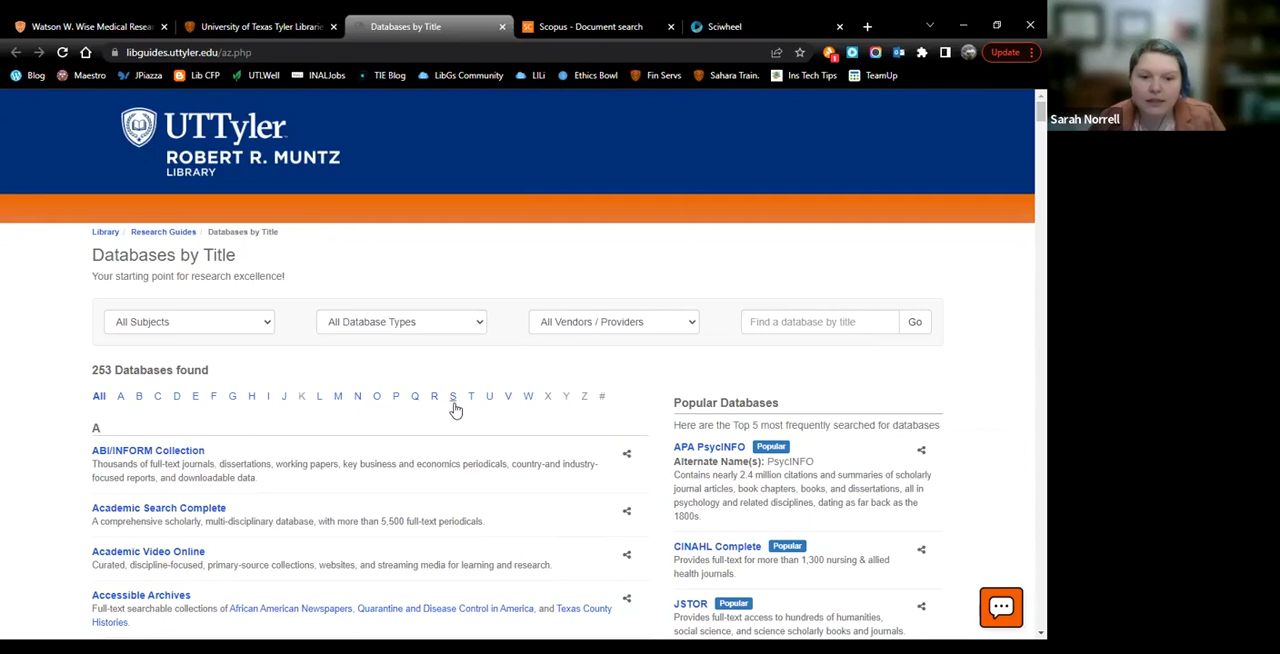 Watson W. Wise Medical Resea
University of Texas Tyler Librarie
Databases by Title
Scopus - Document search
Sciwheel
libguides.uttyler.edu/az.php
Update
Blog
Maestro
JPiazza
Lib CFP
UTLWell
INALJobs
TIE Blog
LibGs Community
LILi
Ethics Bowl
Fin Servs
Sahara Train.
Ins Tech Tips
TeamUp
Sarah Norrell
UTTyler
ROBERT R. MUNTZ
LIBRARY
Library / Research Guides / Databases by Title
Databases by Title
Your starting point for research excellence!
All Subjects
All Database Types
All Vendors / Providers
Find a database by title
Go
253 Databases found
All A B C D E F G H I J K L M N O P Q R S T U V W X Y Z #
A
ABI/INFORM Collection
Thousands of full-text journals, dissertations, working papers, key business and economics periodicals, country-and industry-
focused reports, and downloadable data.
Academic Search Complete
A comprehensive scholarly, multi-disciplinary database, with more than 5,500 full-text periodicals.
Academic Video Online
Curated, discipline-focused, primary-source collections, websites, and streaming media for learning and research.
Accessible Archives
Full-text searchable collections of African American Newspapers, Quarantine and Disease Control in America, and Texas County
Histories.
Popular Databases
Here are the Top 5 most frequently searched for databases
APA PsycINFO Popular
Alternate Name(s): PsycINFO
Contains nearly 2.4 million citations and summaries of scholarly
journal articles, book chapters, books, and dissertations, all in
psychology and related disciplines, dating as far back as the
1800s.
CINAHL Complete Popular
Provides full-text for more than 1,300 nursing & allied
health journals.
JSTOR Popular
Provides full-text access to hundreds of humanities,
social science, and science scholarly books and journals.